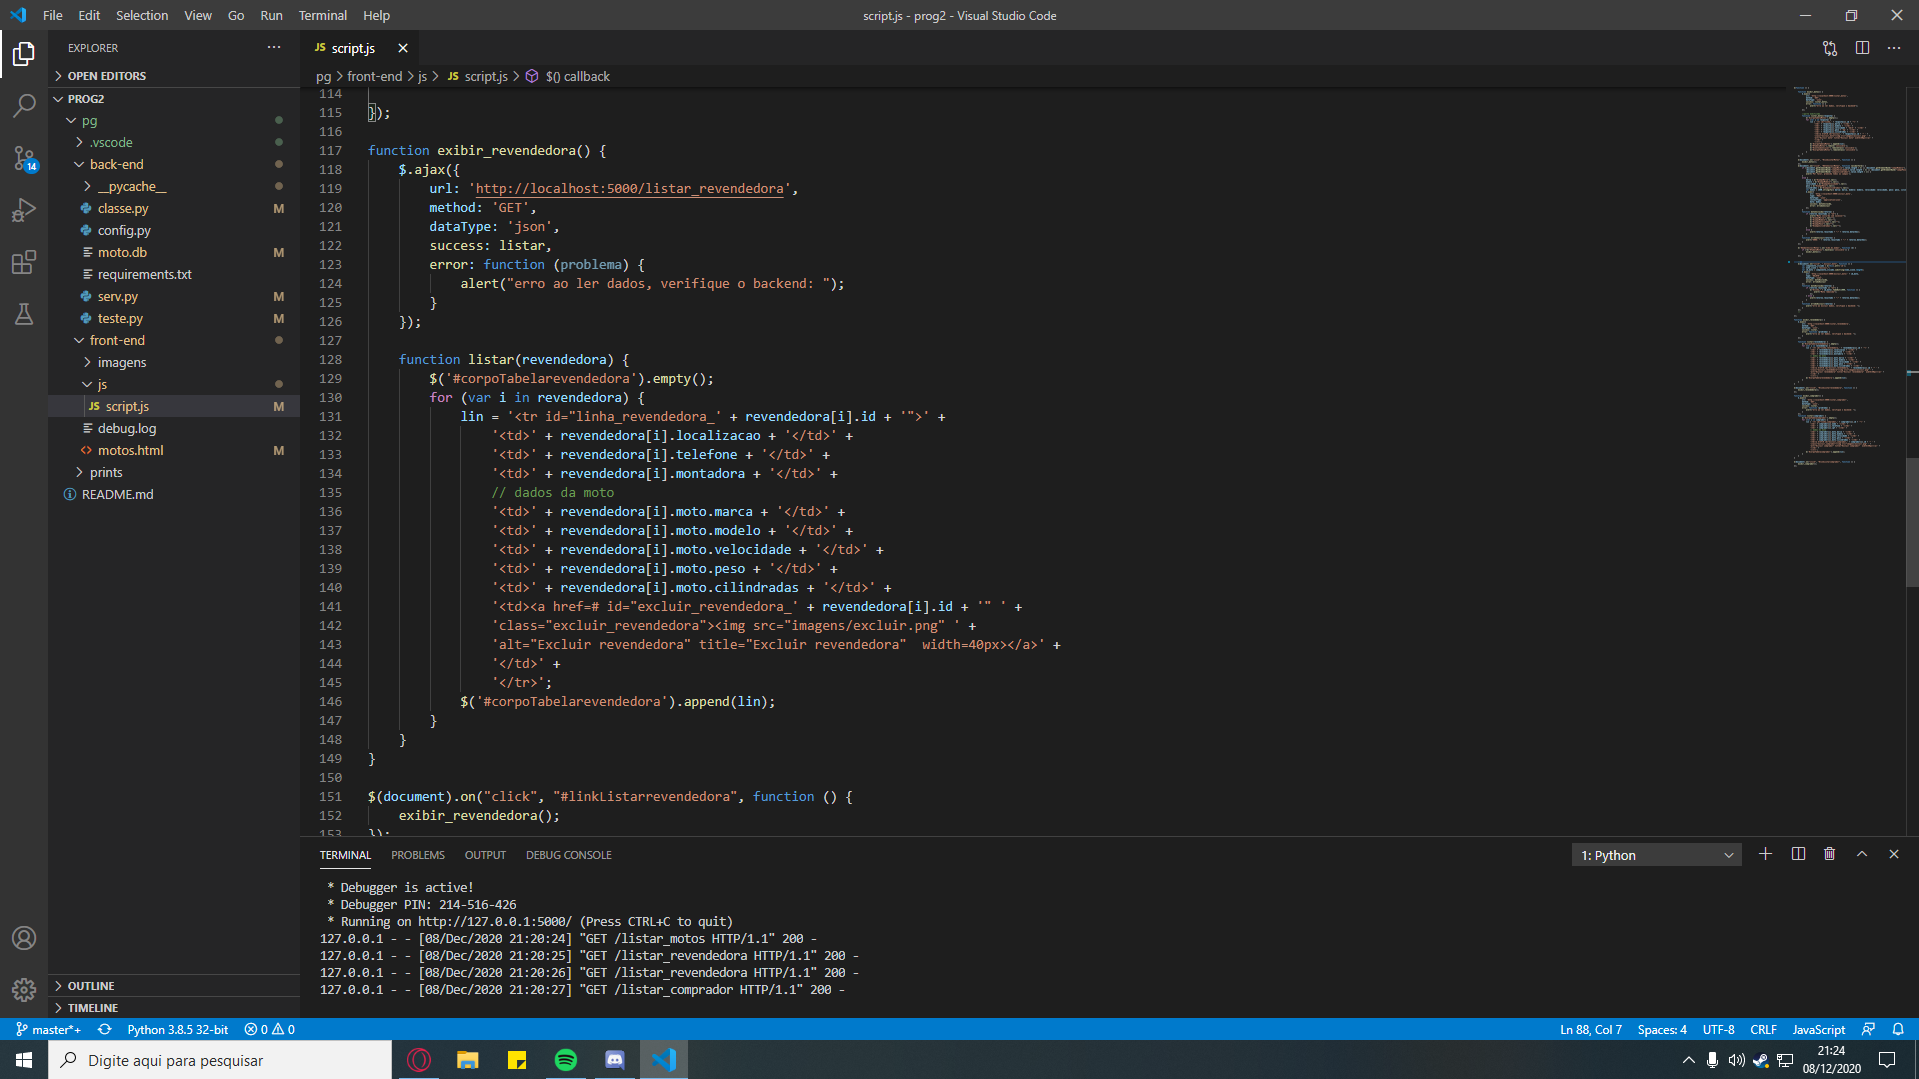 File Edit Selection View Go Run Terminal Help script.js - prog2 - Visual Studio Code
EXPLORER ···
OPEN EDITORS
PROG2
pg
.vscode
back-end
__pycache__
classe.py M
config.py
moto.db M
requirements.txt
serv.py M
teste.py M
front-end
imagens
js
JS script.js M
debug.log
motos.html M
prints
README.md
OUTLINE
TIMELINE
14
JS script.js
pg > front-end > js > JS script.js > $() callback
114
115 });
116
117 function exibir_revendedora() {
118 $.ajax({
119 url: 'http://localhost:5000/listar_revendedora',
120 method: 'GET',
121 dataType: 'json',
122 success: listar,
123 error: function (problema) {
124 alert("erro ao ler dados, verifique o backend: ");
125 }
126 });
127
128 function listar(revendedora) {
129 $('#corpoTabelarevendedora').empty();
130 for (var i in revendedora) {
131 lin = '<tr id="linha_revendedora_' + revendedora[i].id + '">' +
132 '<td>' + revendedora[i].localizacao + '</td>' +
133 '<td>' + revendedora[i].telefone + '</td>' +
134 '<td>' + revendedora[i].montadora + '</td>' +
135 // dados da moto
136 '<td>' + revendedora[i].moto.marca + '</td>' +
137 '<td>' + revendedora[i].moto.modelo + '</td>' +
138 '<td>' + revendedora[i].moto.velocidade + '</td>' +
139 '<td>' + revendedora[i].moto.peso + '</td>' +
140 '<td>' + revendedora[i].moto.cilindradas + '</td>' +
141 '<td><a href=# id="excluir_revendedora_' + revendedora[i].id + '" ' +
142 'class="excluir_revendedora"><img src="imagens/excluir.png" ' +
143 'alt="Excluir revendedora" title="Excluir revendedora"  width=40px></a>' +
144 '</td>' +
145 '</tr>';
146 $('#corpoTabelarevendedora').append(lin);
147 }
148 }
149 }
150
151 $(document).on("click", "#linkListarrevendedora", function () {
152 exibir_revendedora();
153 });
TERMINAL PROBLEMS OUTPUT DEBUG CONSOLE 1: Python
* Debugger is active!
* Debugger PIN: 214-516-426
* Running on http://127.0.0.1:5000/ (Press CTRL+C to quit)
127.0.0.1 - - [08/Dec/2020 21:20:24] "GET /listar_motos HTTP/1.1" 200 -
127.0.0.1 - - [08/Dec/2020 21:20:25] "GET /listar_revendedora HTTP/1.1" 200 -
127.0.0.1 - - [08/Dec/2020 21:20:26] "GET /listar_revendedora HTTP/1.1" 200 -
127.0.0.1 - - [08/Dec/2020 21:20:27] "GET /listar_comprador HTTP/1.1" 200 -
master*+ Python 3.8.5 32-bit 0 0 Ln 88, Col 7 Spaces: 4 UTF-8 CRLF JavaScript
Digite aqui para pesquisar
21:24
08/12/2020